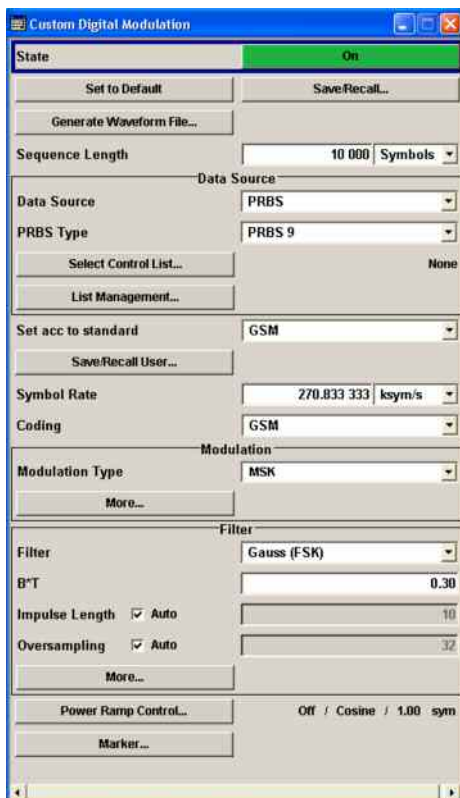 Custom Digital Modulation
State On
Set to Default Save/Recall...
Generate Waveform File...
Sequence Length 10 000 Symbols
Data Source
Data Source PRBS
PRBS Type PRBS 9
Select Control List... None
List Management...
Set acc to standard GSM
Save/Recall User...
Symbol Rate 270.833 333 ksym/s
Coding GSM
Modulation
Modulation Type MSK
More...
Filter
Filter Gauss (FSK)
B*T 0.30
Impulse Length Auto 10
Oversampling Auto 32
More...
Power Ramp Control... Off / Cosine / 1.00 sym
Marker...